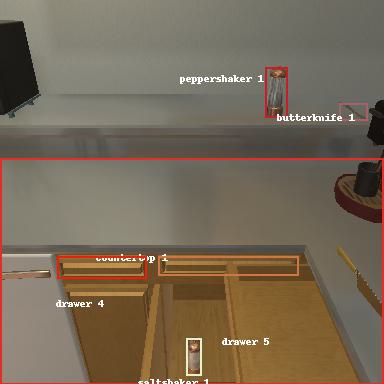 peppershaker 1
butterknife 1
countertop 1
drawer 4
drawer 5
saltshaker 1